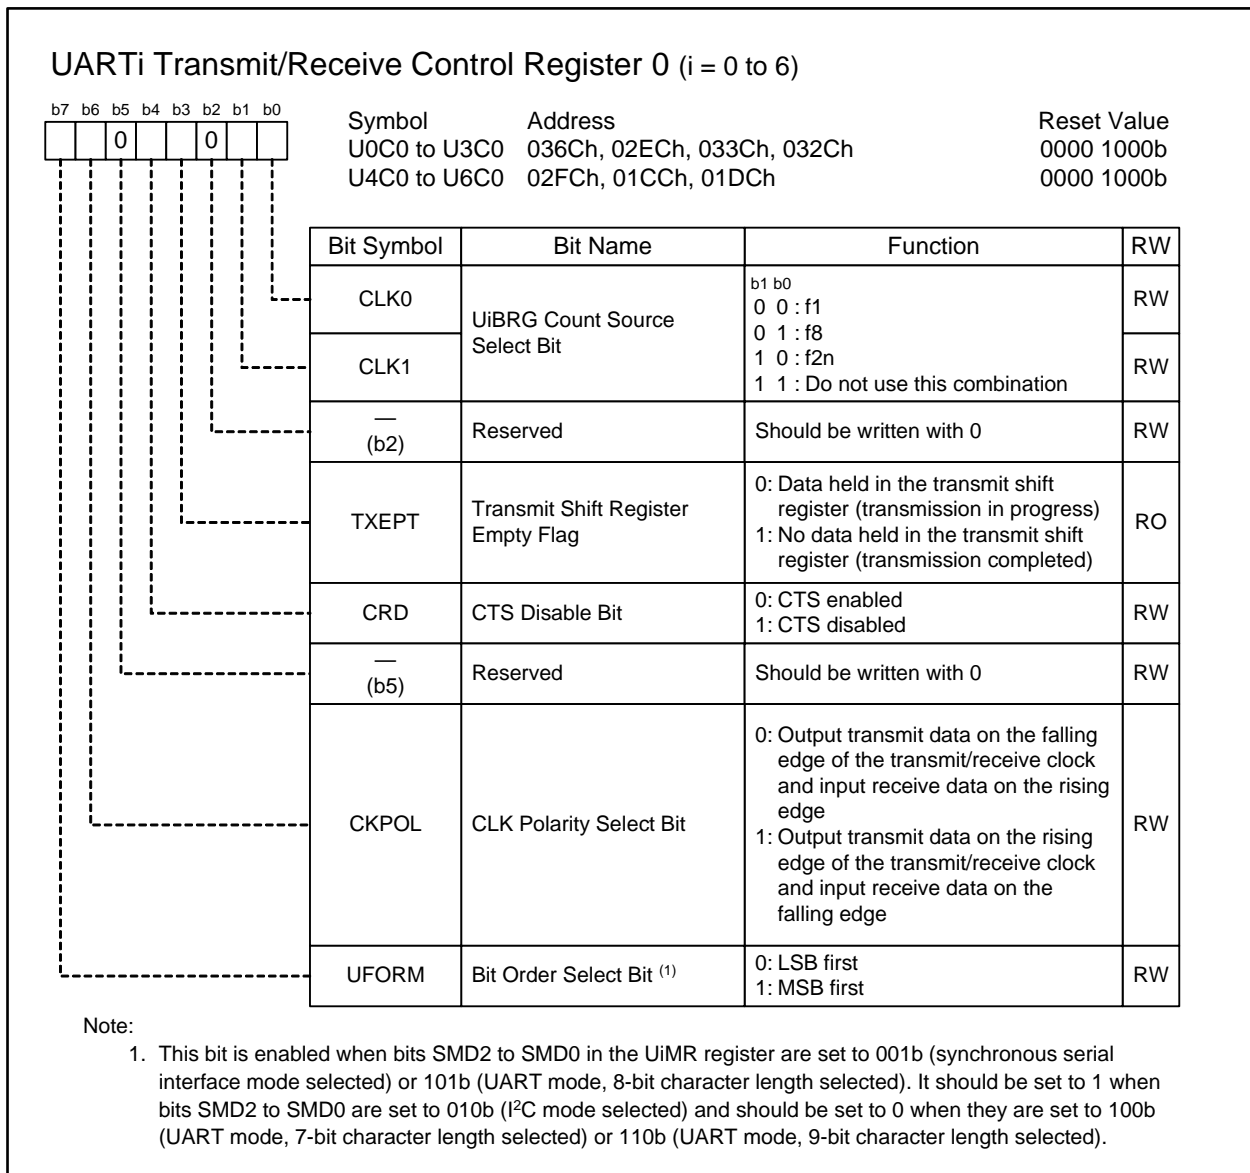 UARTi Transmit/Receive Control Register 0 (i = 0 to 6)
b7 b6 b5 b4 b3 b2 b1 b0
0 0
Symbol Address Reset Value
U0C0 to U3C0 036Ch, 02ECh, 033Ch, 032Ch 0000 1000b
U4C0 to U6C0 02FCh, 01CCh, 01DCh 0000 1000b
Bit Symbol Bit Name Function RW
CLK0
UiBRG Count Source
Select Bit
b1 b0
0 0 : f1
0 1 : f8
1 0 : f2n
1 1 : Do not use this combination
RW
CLK1
RW
—
(b2)
Reserved
Should be written with 0
RW
TXEPT
Transmit Shift Register
Empty Flag
0: Data held in the transmit shift
register (transmission in progress)
1: No data held in the transmit shift
register (transmission completed)
RO
CRD
CTS Disable Bit
0: CTS enabled
1: CTS disabled
RW
—
(b5)
Reserved
Should be written with 0
RW
CKPOL
CLK Polarity Select Bit
0: Output transmit data on the falling
edge of the transmit/receive clock
and input receive data on the rising
edge
1: Output transmit data on the rising
edge of the transmit/receive clock
and input receive data on the
falling edge
RW
UFORM
Bit Order Select Bit (1)
0: LSB first
1: MSB first
RW
Note:
1. This bit is enabled when bits SMD2 to SMD0 in the UiMR register are set to 001b (synchronous serial
interface mode selected) or 101b (UART mode, 8-bit character length selected). It should be set to 1 when
bits SMD2 to SMD0 are set to 010b (I²C mode selected) and should be set to 0 when they are set to 100b
(UART mode, 7-bit character length selected) or 110b (UART mode, 9-bit character length selected).